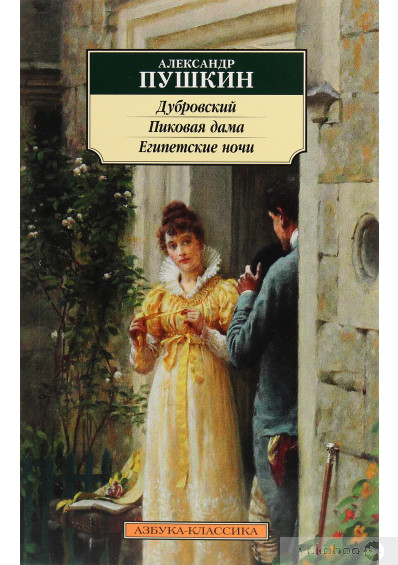 АЛЕКСАНДР
ПУШКИН
Дубровский
Пиковая дама
Египетские ночи
АЗБУКА-КЛАССИКА